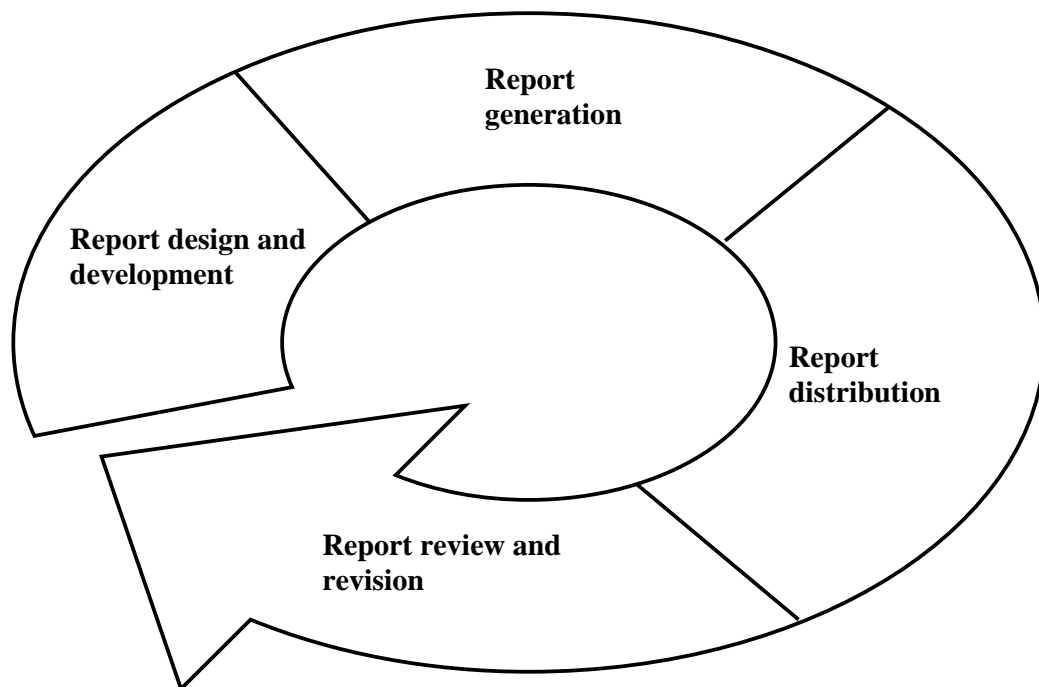 Report
generation
Report design and
development
Report
distribution
Report review and
revision